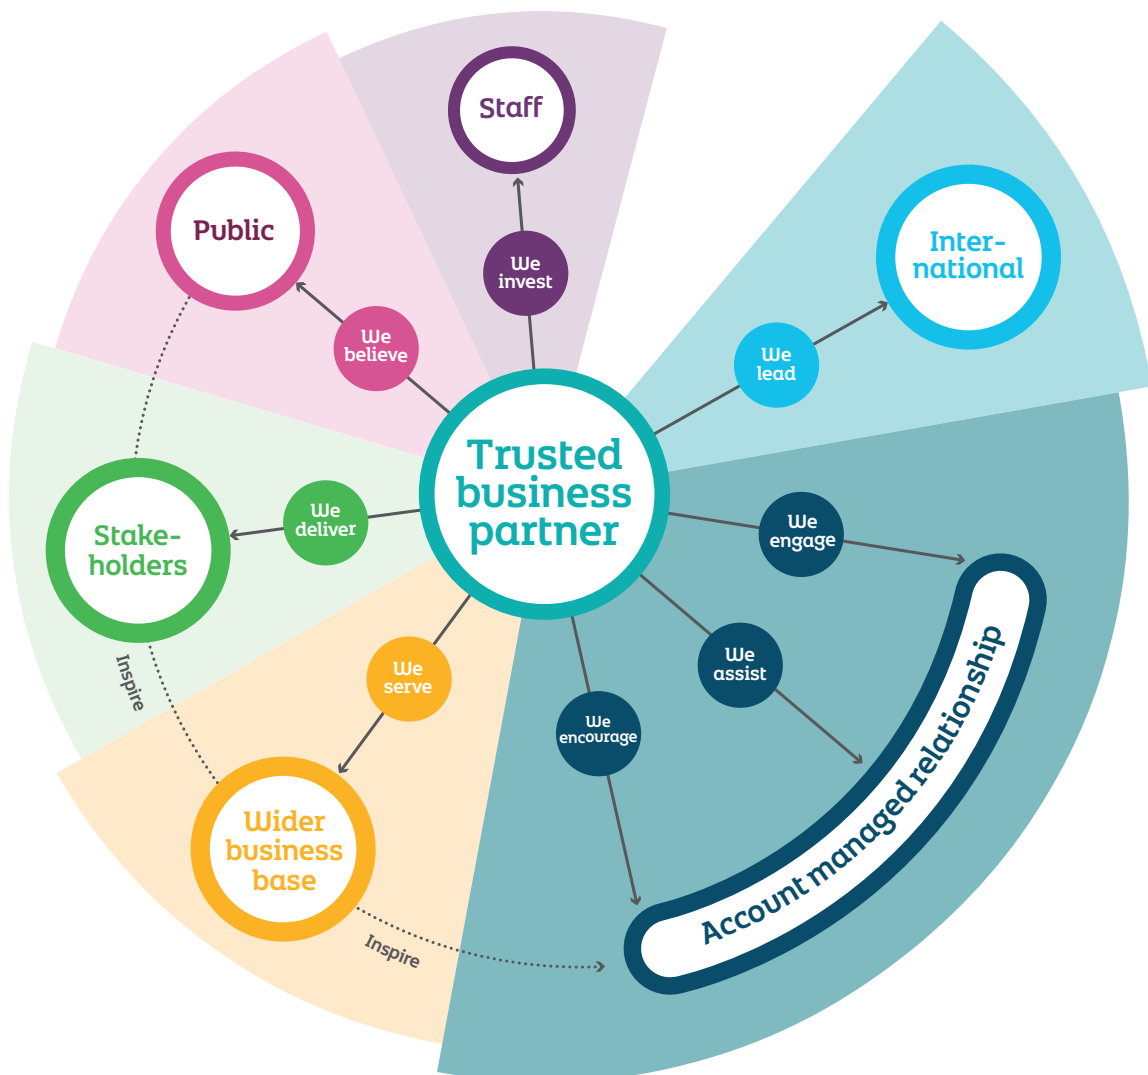 Staff
We
invest
Public
We
believe
Inter-
national
We
lead
Trusted
business
partner
We
engage
We
deliver
Stake-
holders
We
assist
We
serve
Inspire
We
encourage
Wider
business
base
Inspire
Account managed relationship